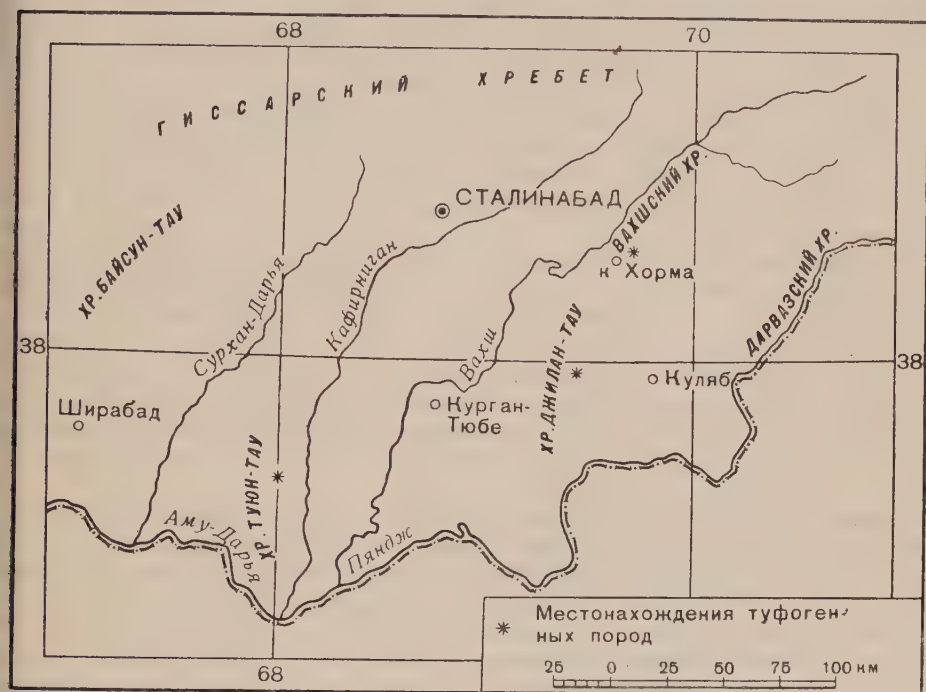 68
70
ГИССАРСКИЙ ХРЕБЕТ
ХР. БАЙСУН-ТАУ
СТАЛИНАБАД
ВАХШСКИЙ ХР.
к Хорма
ДАРВАЗСКИЙ ХР.
Сурхан-Дарья
Кафирниган
Вахш
ХР. ДЖИЛАН-ТАУ
38
38
Ширабад
Курган-
Тюбе
Куляб
ХР. ТУЮН-ТАУ
Аму-Дарья
Пяндж
Местонахождения туфоген-
ных пород
25 0 25 50 75 100 км
68